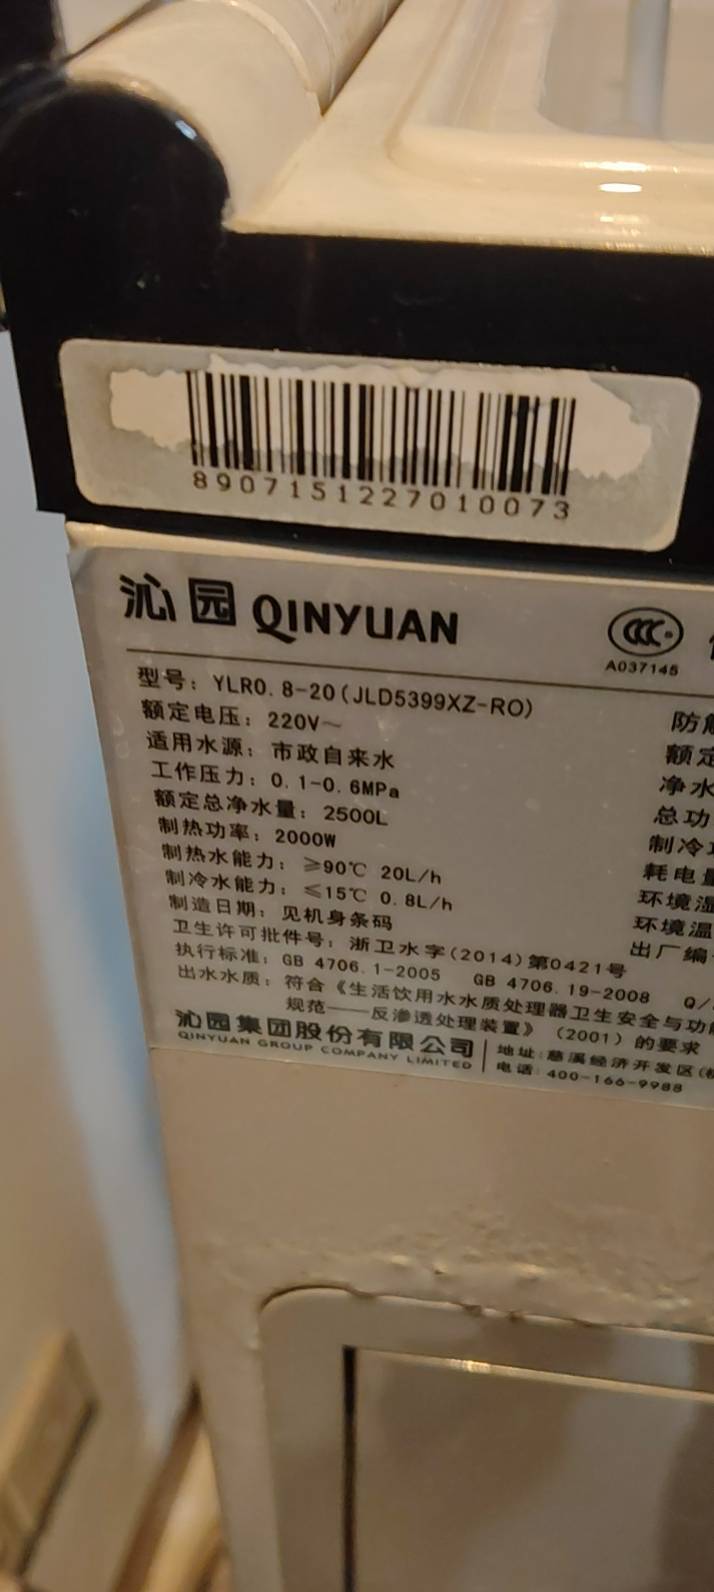 8907151227010073
沁园 QINYUAN
CCC
A037145
型号: YLR0.8-20(JLD5399XZ-RO)
额定电压: 220V~
适用水源: 市政自来水
工作压力: 0.1-0.6MPa
额定总净水量: 2500L
制热功率: 2000W
制热水能力: ≥90℃ 20L/h
制冷水能力: ≤15℃ 0.8L/h
制造日期: 见机身条码
卫生许可批件号: 浙卫水字(2014)第0421号
执行标准: GB 4706.1-2005 GB 4706.19-2008 Q/
出水水质: 符合《生活饮用水水质处理器卫生安全与功
规范——反渗透处理装置》(2001)的要求
沁园集团股份有限公司
QINYUAN GROUP COMPANY LIMITED
地址: 慈溪经济开发区(
电话: 400-166-9988
防
额定
净水
总功
制冷
耗电量
环境湿
环境温
出厂编